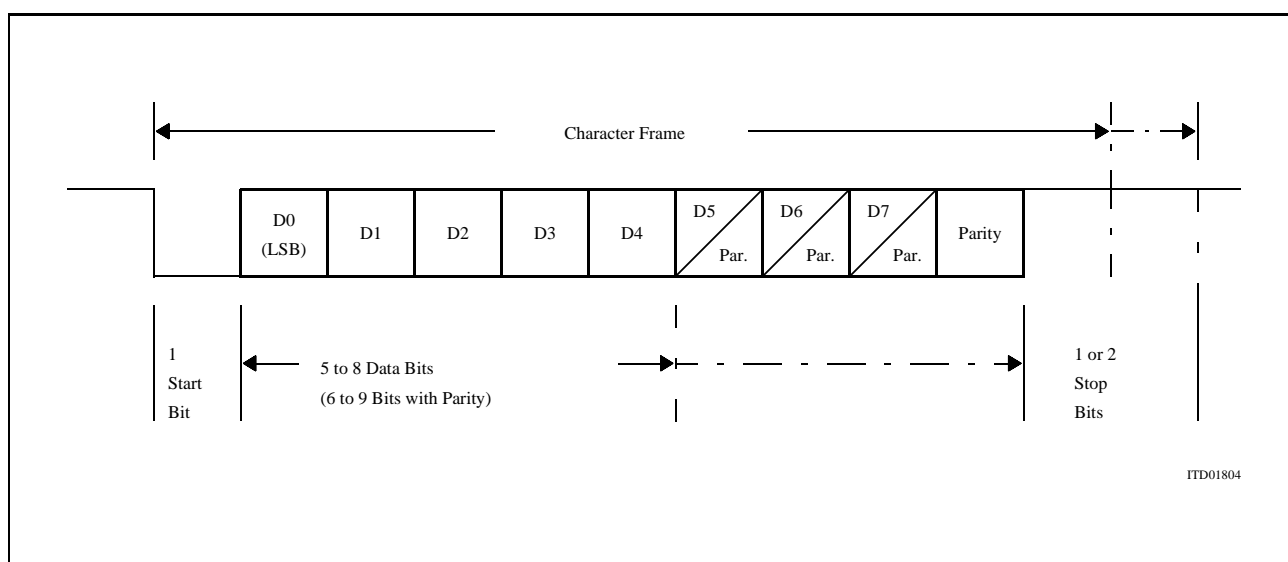 Character Frame
D0
(LSB)
D1
D2
D3
D4
D5
Par.
D6
Par.
D7
Par.
Parity
1
Start
Bit
5 to 8 Data Bits
(6 to 9 Bits with Parity)
1 or 2
Stop
Bits
ITD01804